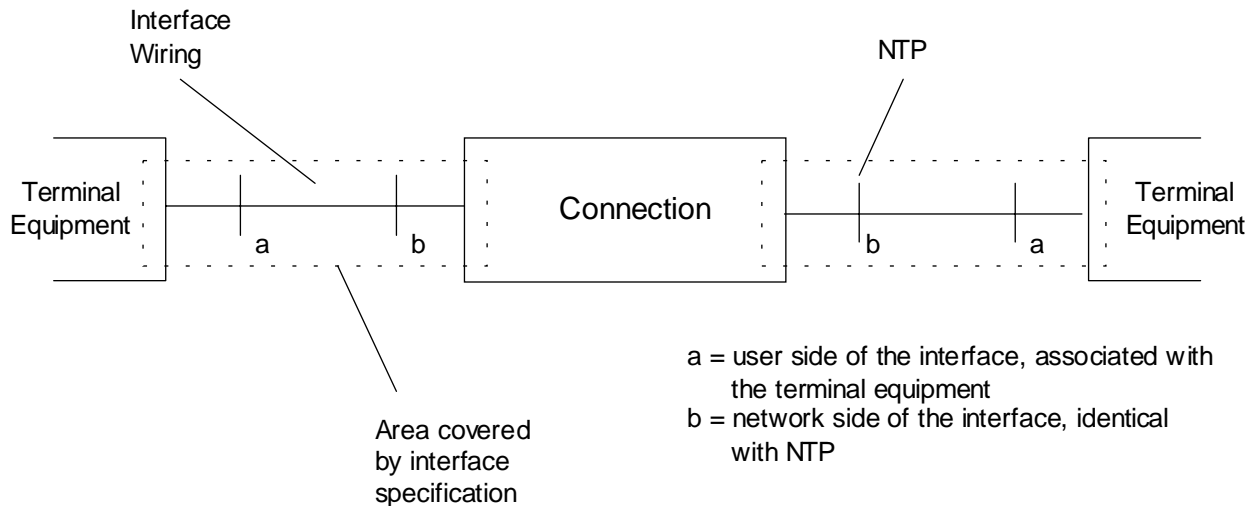 Interface
Wiring
NTP
Terminal
Equipment
a
b
Connection
b
a
Terminal
Equipment
a = user side of the interface, associated with
the terminal equipment
b = network side of the interface, identical
with NTP
Area covered
by interface
specification